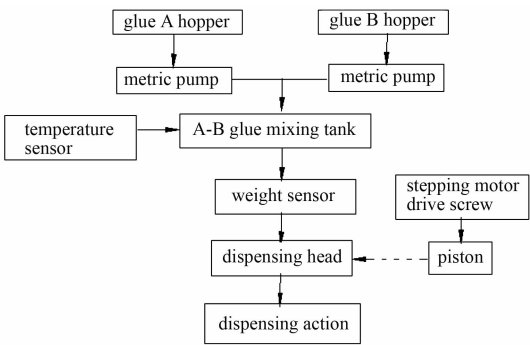 glue A hopper
glue B hopper
metric pump
metric pump
temperature
sensor
A-B glue mixing tank
weight sensor
stepping motor
drive screw
dispensing head
piston
dispensing action